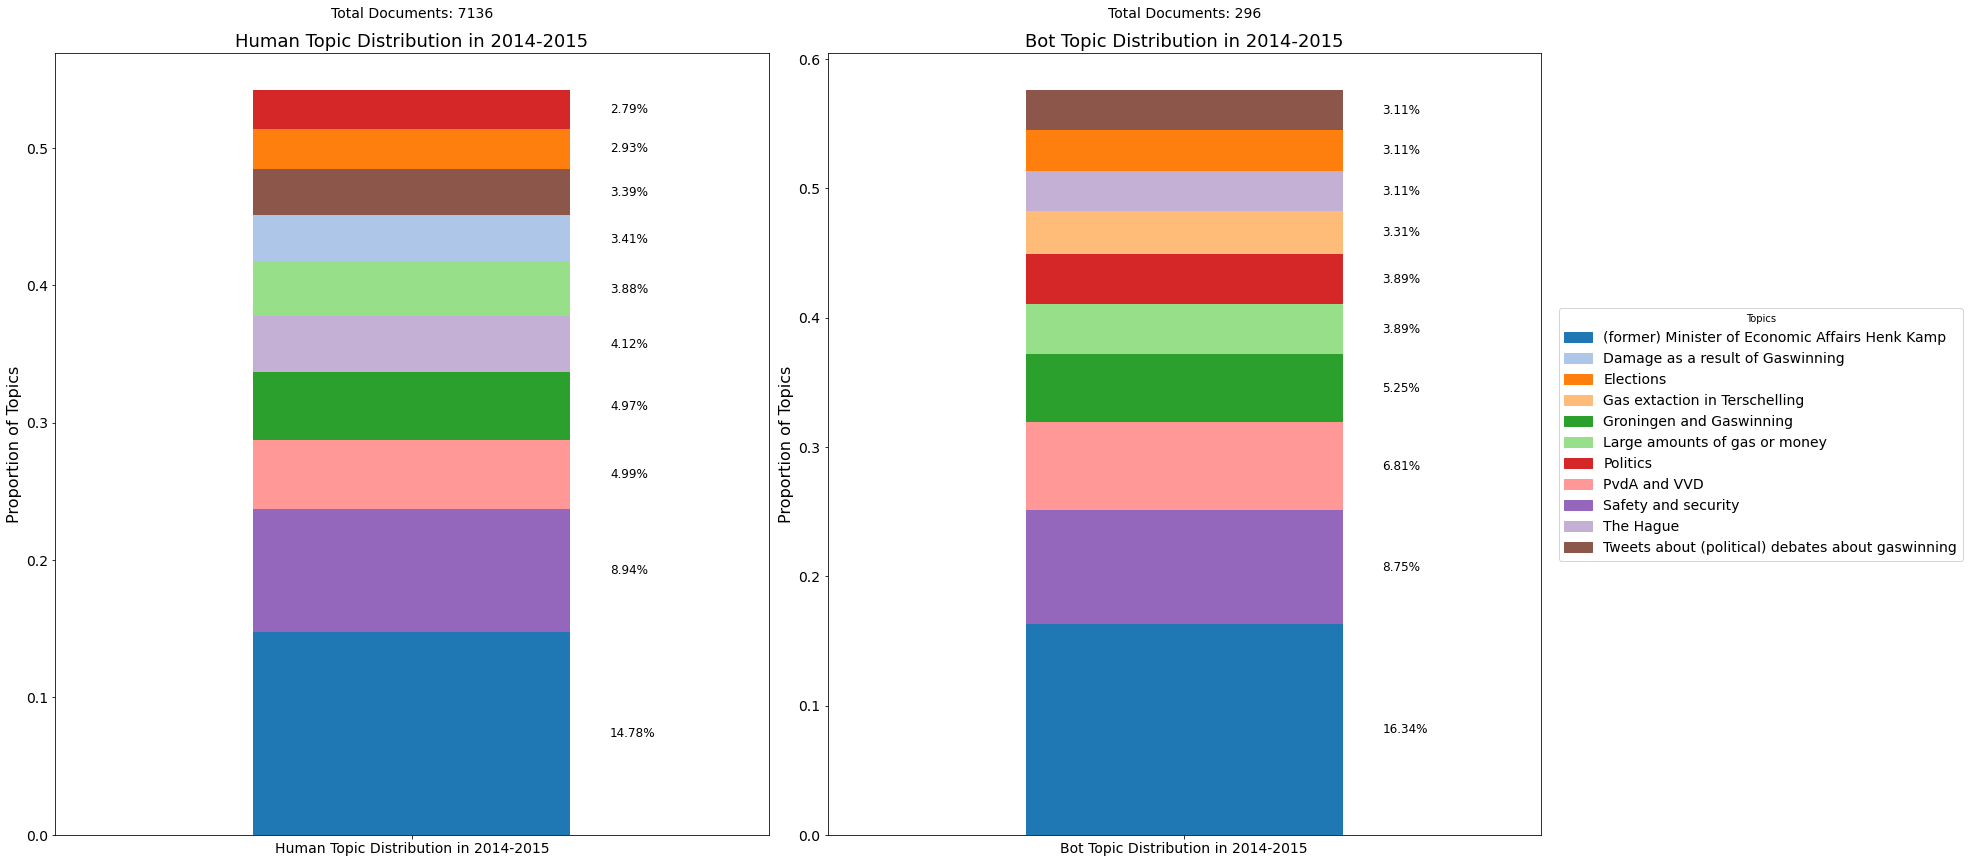 Total Documents: 7136
Human Topic Distribution in 2014-2015
Proportion of Topics
0.5
0.4
0.3
0.2
0.1
0.0
2.79%
2.93%
3.39%
3.41%
3.88%
4.12%
4.97%
4.99%
8.94%
14.78%
Human Topic Distribution in 2014-2015
Total Documents: 296
Bot Topic Distribution in 2014-2015
Proportion of Topics
0.6
0.5
0.4
0.3
0.2
0.1
0.0
3.11%
3.11%
3.11%
3.31%
3.89%
3.89%
5.25%
6.81%
8.75%
16.34%
Bot Topic Distribution in 2014-2015
Topics
(former) Minister of Economic Affairs Henk Kamp
Damage as a result of Gaswinning
Elections
Gas extaction in Terschelling
Groningen and Gaswinning
Large amounts of gas or money
Politics
PvdA and VVD
Safety and security
The Hague
Tweets about (political) debates about gaswinning